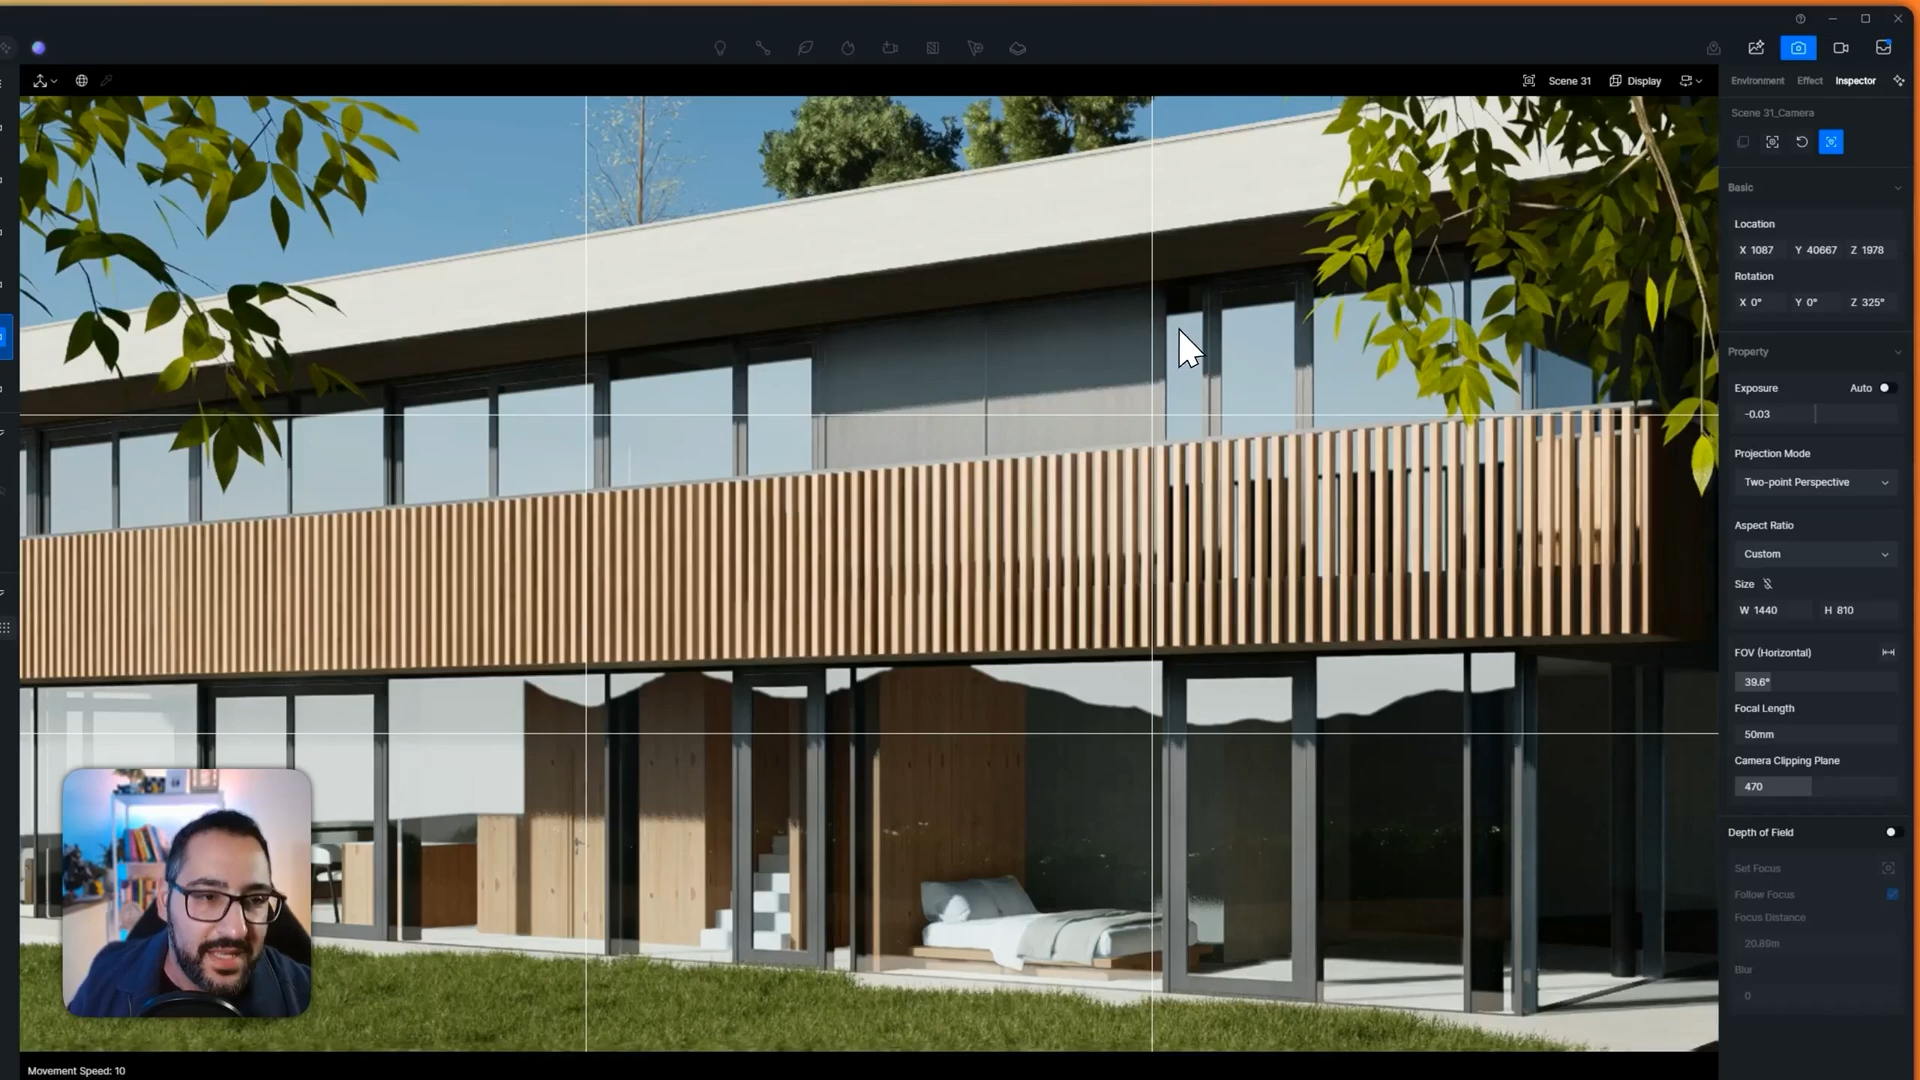 Scene 31
Display
Environment
Effect
Inspector
Scene 31_Camera
Basic
Location
X 1087 Y 40667 Z 1978
Rotation
X 0° Y 0° Z 325°
Property
Exposure Auto
-0.03
Projection Mode
Two-point Perspective
Aspect Ratio
Custom
Size
W 1440 H 810
FOV (Horizontal)
39.6°
Focal Length
50mm
Camera Clipping Plane
470
Depth of Field
Set Focus
Follow Focus
Focus Distance
20.89m
Blur
0
Movement Speed: 10